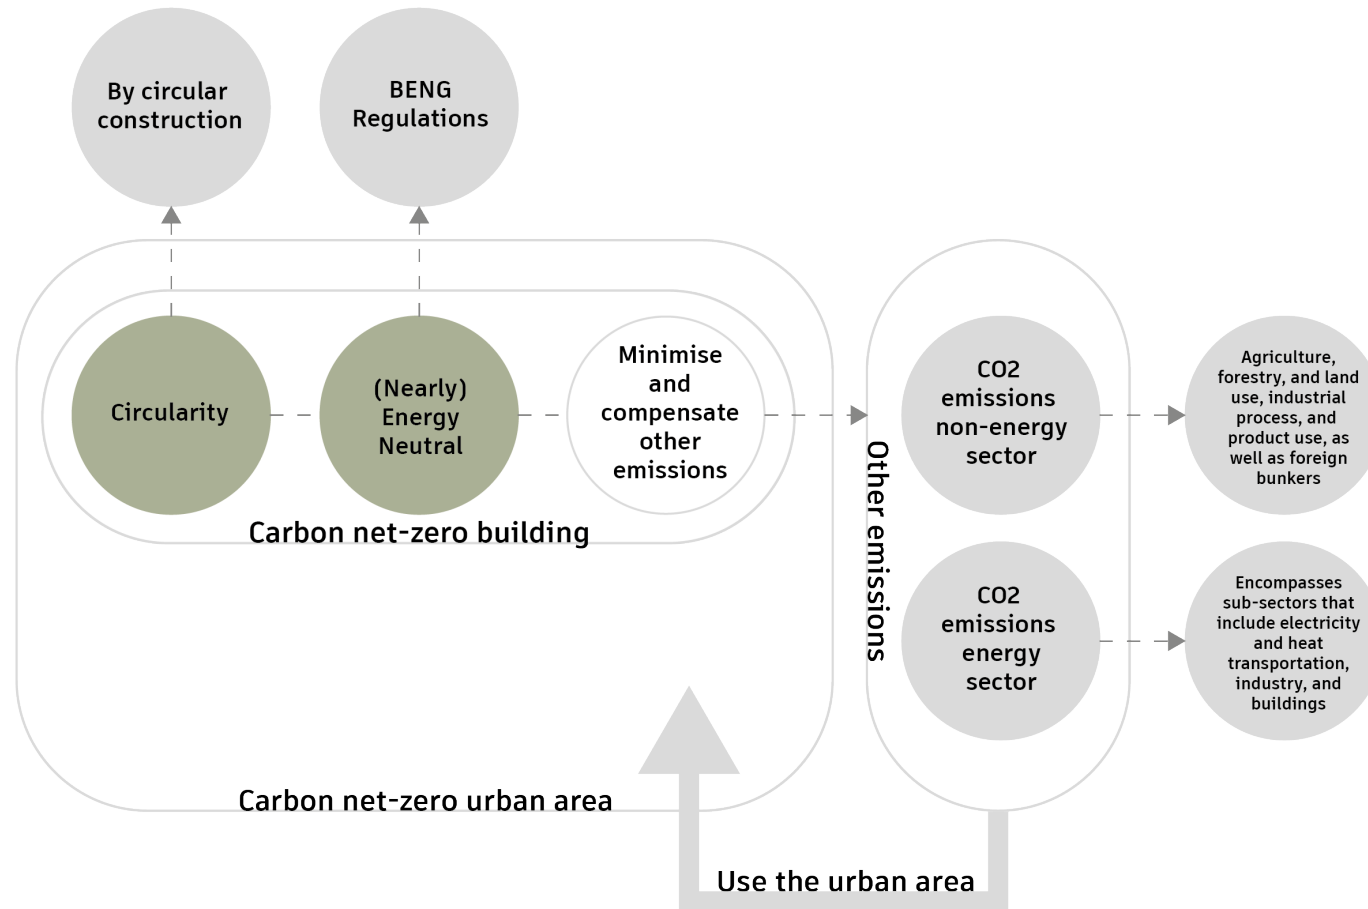 By circular
construction
BENG
Regulations
Circularity
(Nearly)
Energy
Neutral
Minimise
and
compensate
other
emissions
Carbon net-zero building
Carbon net-zero urban area
Other emissions
CO2
emissions
non-energy
sector
Agriculture,
forestry, and land
use, industrial
process, and
product use, as
well as foreign
bunkers
CO2
emissions
energy
sector
Encompasses
sub-sectors that
include electricity
and heat
transportation,
industry, and
buildings
Use the urban area